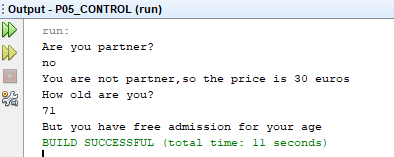 Output - P05_CONTROL (run)
run:
Are you partner?
no
You are not partner,so the price is 30 euros
How old are you?
71
But you have free admission for your age
BUILD SUCCESSFUL (total time: 11 seconds)